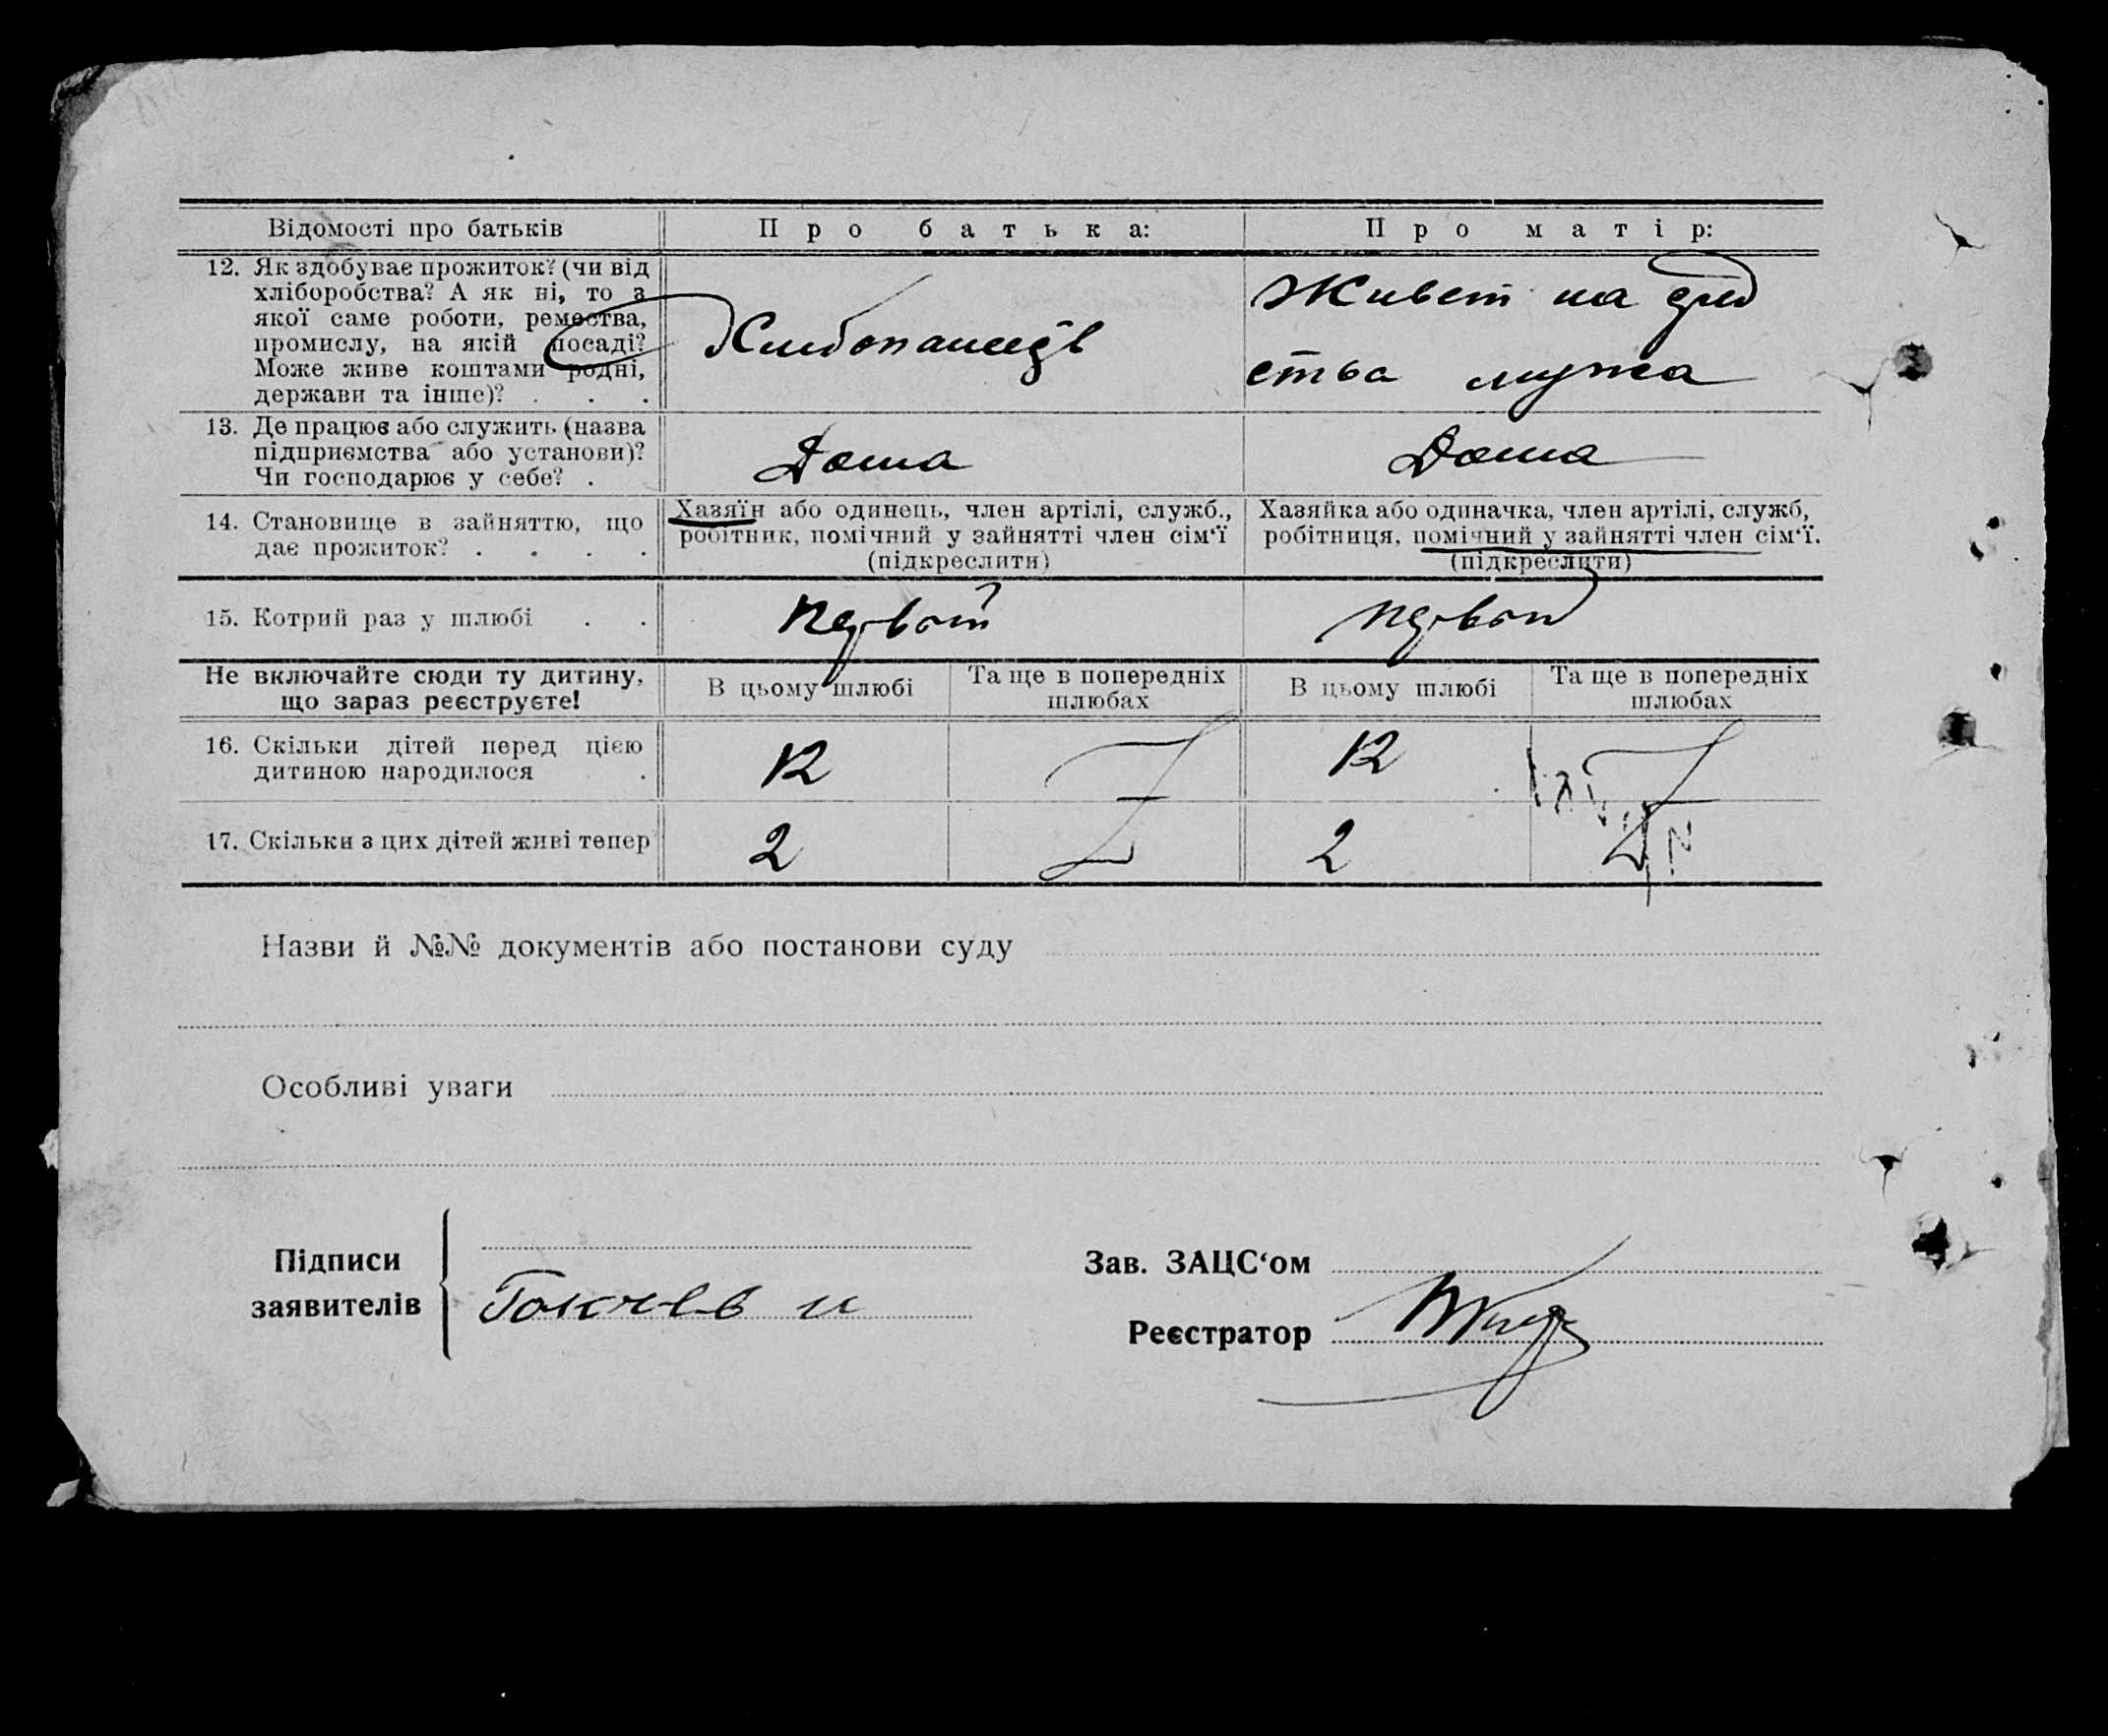 Відомості про батьків
Про батька:
Про матір:
12. Як здобуває прожиток? (чи від
хліборобства? А як ні, то з
якої саме роботи, ремества,
промислу, на якій посаді?
Може живе коштами родні,
держави та інше)? . . .
Живет на сред
ства мужа
13. Де працює або служить (назва
підприємства або установи)?
Чи господарює у себе? .
Дома
Дома
14. Становище в зайняттю, що
дає прожиток? . . . .
Хазяїн або одинець, член артілі, служб.,
робітник, помічний у зайнятті член сім‘ї
(підкреслити)
Хазяйка або одиначка, член артілі, служб,
робітниця, помічний у зайнятті член сім‘ї.
(підкреслити)
15. Котрий раз у шлюбі . .
Не включайте сюди ту дитину,
що зараз реєструєте!
В цьому шлюбі
Та ще в попередніх
шлюбах
В цьому шлюбі
Та ще в попередніх
шлюбах
16. Скільки дітей перед цією
дитиною народилося .
12
12
17. Скільки з цих дітей живі тепер
2
2
Назви й №№ документів або постанови суду
Особливі уваги
Підписи
заявителів
Зав. ЗАЦС‘ом
Реєстратор